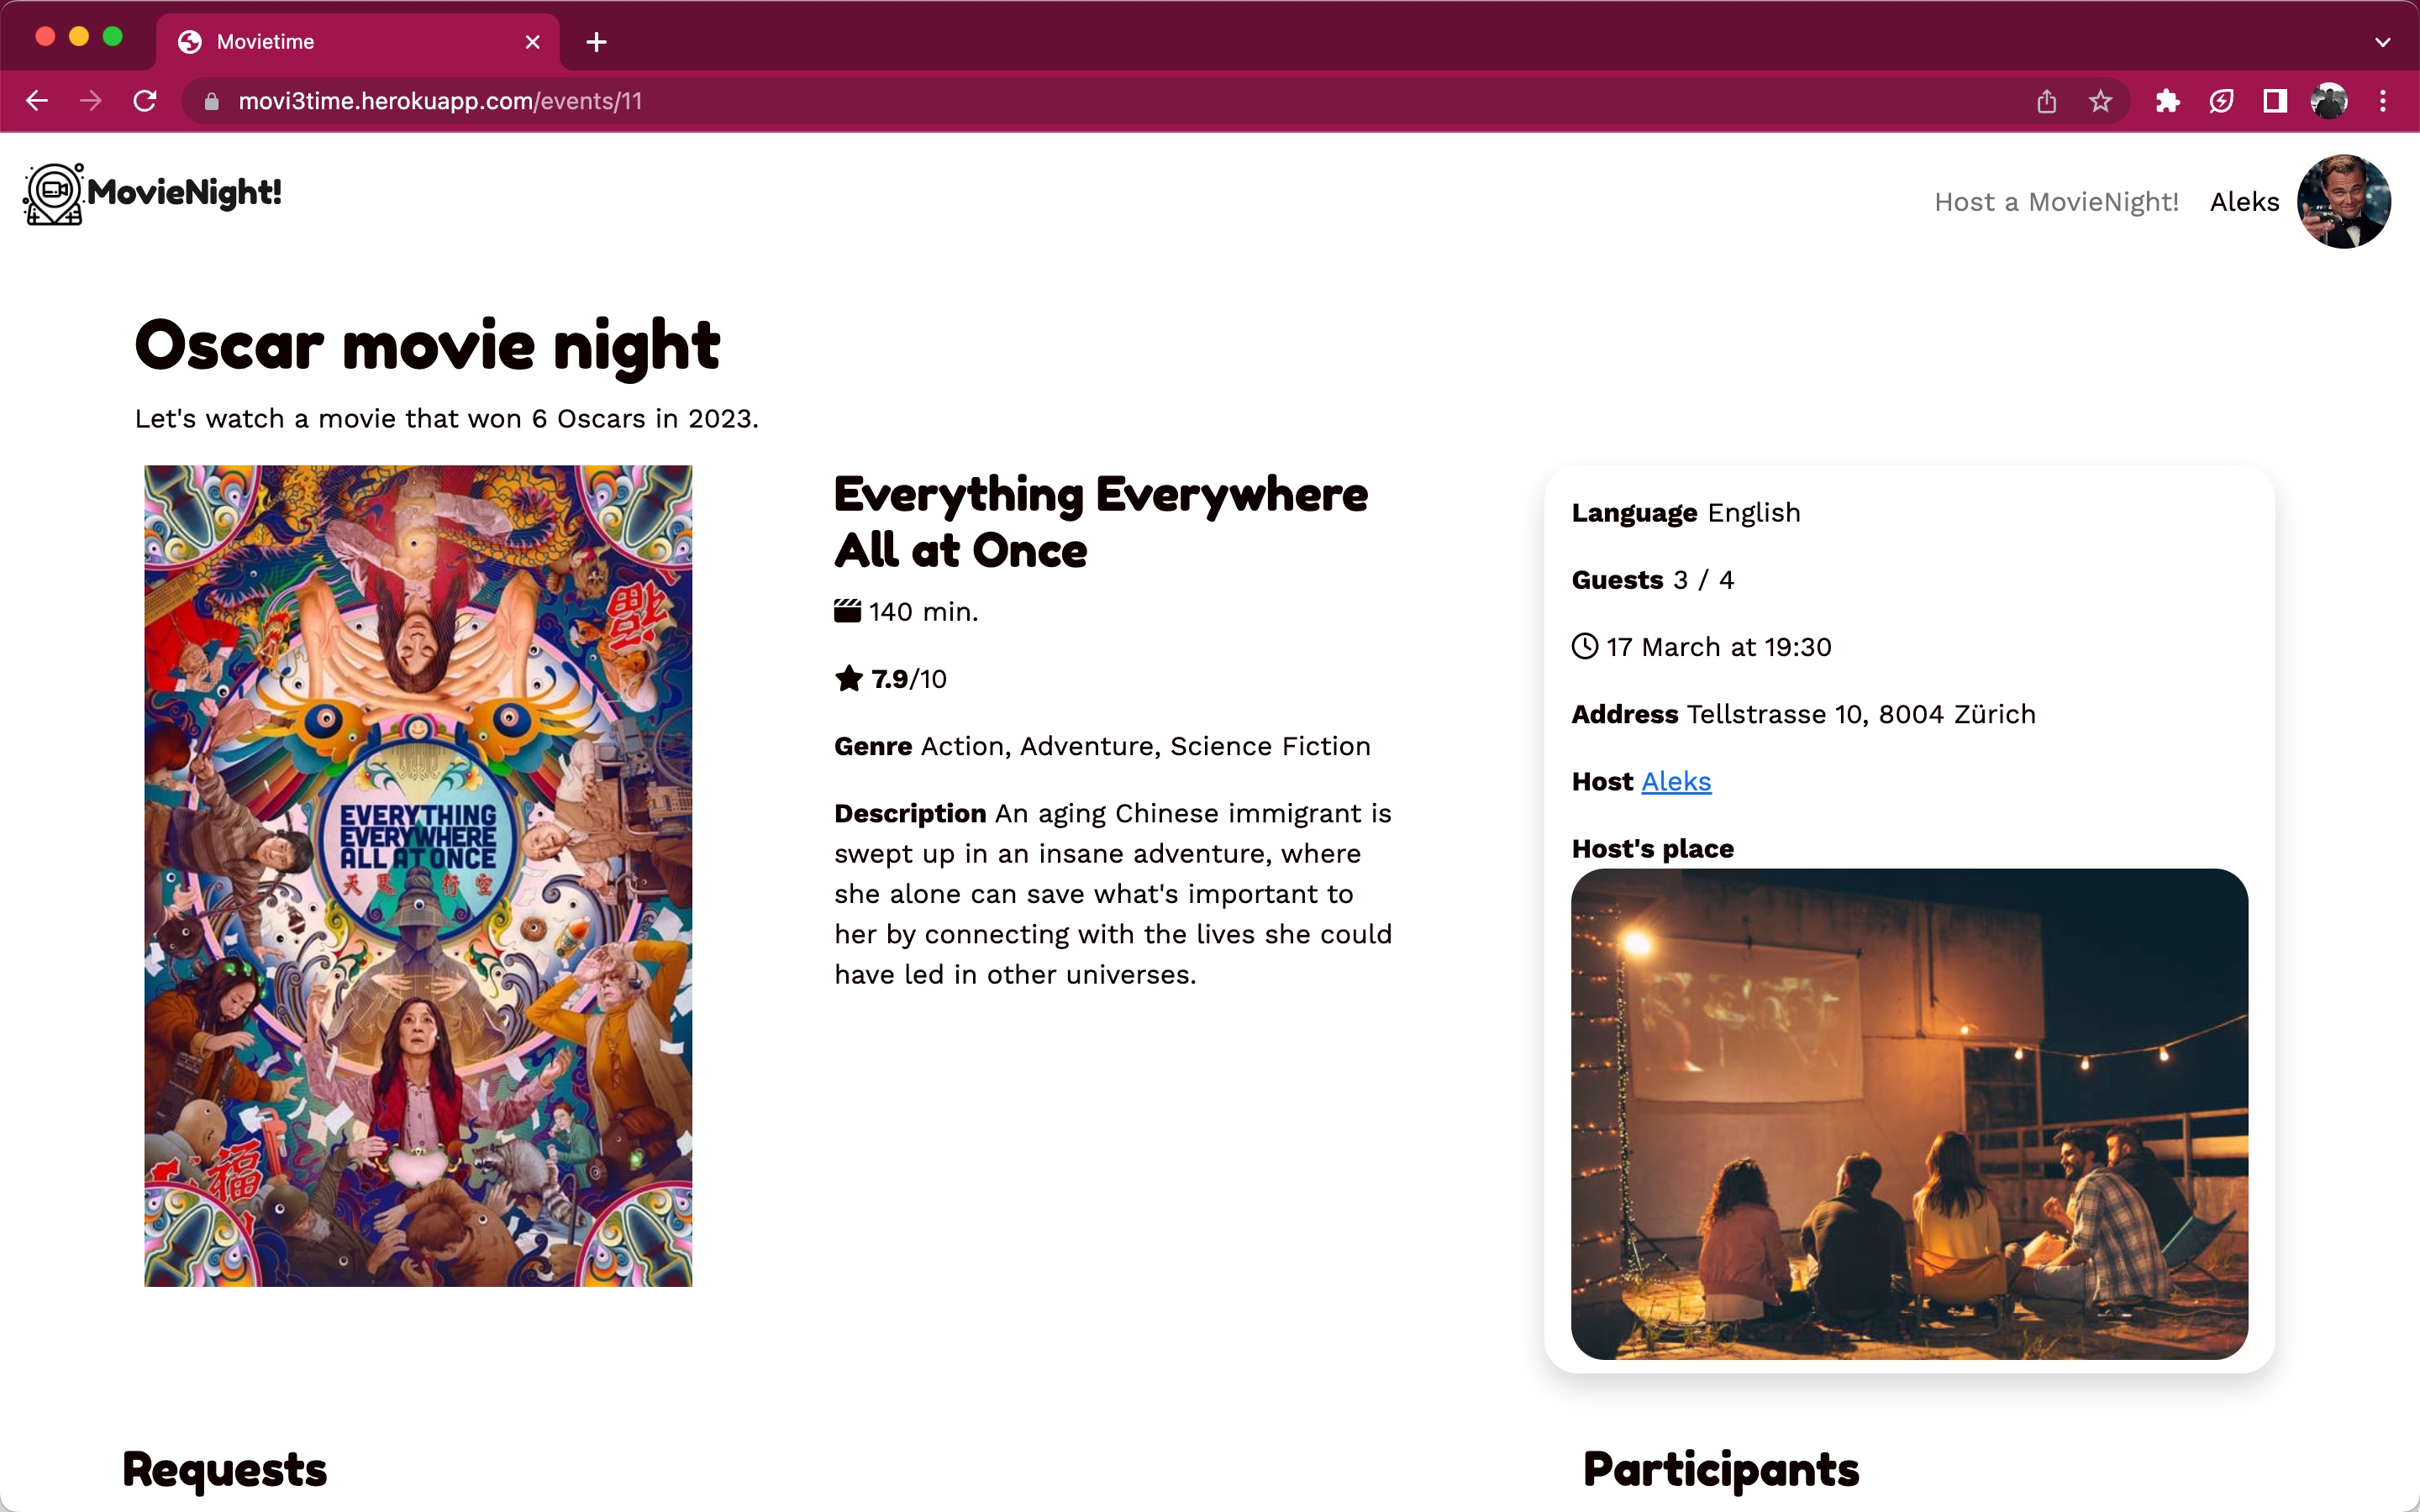 Movietime
movi3time.herokuapp.com/events/11
MovieNight!
Host a MovieNight! Aleks
Oscar movie night
Let's watch a movie that won 6 Oscars in 2023.
EVERYTHING
EVERYWHERE
ALL AT ONCE
天 馬 行 空
福
Everything Everywhere
All at Once
140 min.
7.9/10
Genre Action, Adventure, Science Fiction
Description An aging Chinese immigrant is
swept up in an insane adventure, where
she alone can save what's important to
her by connecting with the lives she could
have led in other universes.
Language English
Guests 3 / 4
17 March at 19:30
Address Tellstrasse 10, 8004 Zürich
Host Aleks
Host's place
Requests
Participants